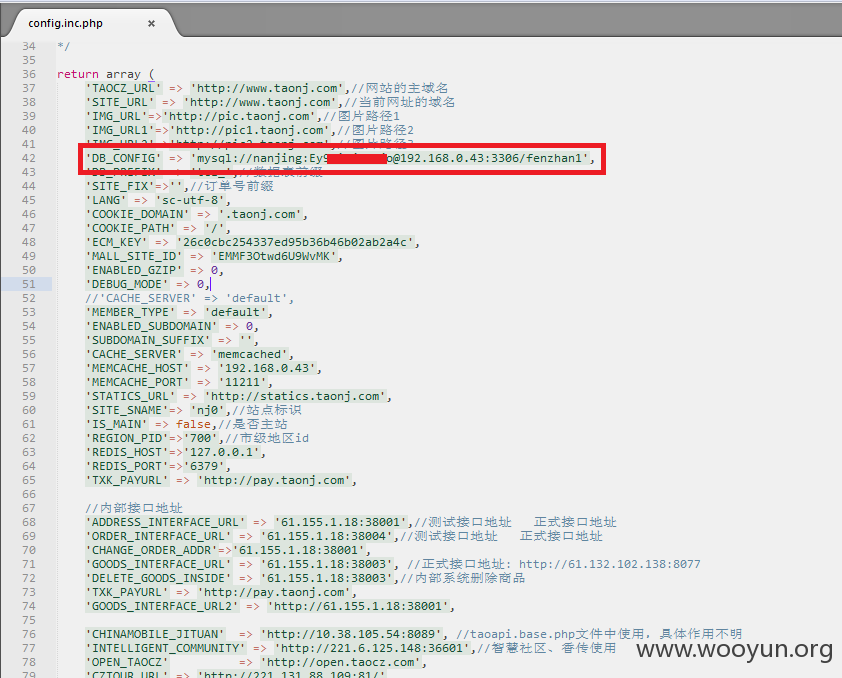 config.inc.php ×
34 */
35
36 return array (
37 'TAOCZ_URL' => 'http://www.taonj.com',//网站的主域名
38 'SITE_URL' => 'http://www.taonj.com',//当前网址的域名
39 'IMG_URL'=>'http://pic.taonj.com',//图片路径1
40 'IMG_URL1'=>'http://pic1.taonj.com',//图片路径2
41 'IMG_URL2'=>'http://pic2.taonj.com',//图片路径3
42 'DB_CONFIG' => 'mysql://nanjing:Ey9 o@192.168.0.43:3306/fenzhan1',
43 'DB_PREFIX' => //数据表前缀
44 'SITE_FIX'=>'',//订单号前缀
45 'LANG' => 'sc-utf-8',
46 'COOKIE_DOMAIN' => '.taonj.com',
47 'COOKIE_PATH' => '/',
48 'ECM_KEY' => '26c0cbc254337ed95b36b46b02ab2a4c',
49 'MALL_SITE_ID' => 'EMMF3Otwd6U9WvMK',
50 'ENABLED_GZIP' => 0,
51 'DEBUG_MODE' => 0,
52 //'CACHE_SERVER' => 'default',
53 'MEMBER_TYPE' => 'default',
54 'ENABLED_SUBDOMAIN' => 0,
55 'SUBDOMAIN_SUFFIX' => '',
56 'CACHE_SERVER' => 'memcached',
57 'MEMCACHE_HOST' => '192.168.0.43',
58 'MEMCACHE_PORT' => '11211',
59 'STATICS_URL' => 'http://statics.taonj.com',
60 'SITE_SNAME'=> 'nj0',//站点标识
61 'IS_MAIN' => false,//是否主站
62 'REGION_PID'=>'700',//市级地区id
63 'REDIS_HOST'=>'127.0.0.1',
64 'REDIS_PORT'=>'6379',
65 'TXK_PAYURL' => 'http://pay.taonj.com',
66
67 //内部接口地址
68 'ADDRESS_INTERFACE_URL' => '61.155.1.18:38001',//测试接口地址 正式接口地址
69 'ORDER_INTERFACE_URL' => '61.155.1.18:38004',//测试接口地址 正式接口地址
70 'CHANGE_ORDER_ADDR'=>'61.155.1.18:38001',
71 'GOODS_INTERFACE_URL' => '61.155.1.18:38003', //正式接口地址: http://61.132.102.138:8077
72 'DELETE_GOODS_INSIDE' => '61.155.1.18:38003',//内部系统删除商品
73 'TXK_PAYURL' => 'http://pay.taonj.com',
74 'GOODS_INTERFACE_URL2' => 'http://61.155.1.18:38001',
75
76 'CHINAMOBILE_JITUAN' => 'http://10.38.105.54:8089', //taoapi.base.php文件中使用，具体作用不明
77 'INTELLIGENT_COMMUNITY' => 'http://221.6.125.148:36601',//智慧社区、香传使用
78 'OPEN_TAOCZ' => 'http://open.taocz.com',
79 'CZTOUR_URL' => 'http://221.131.88.109:81/'
www.wooyun.org